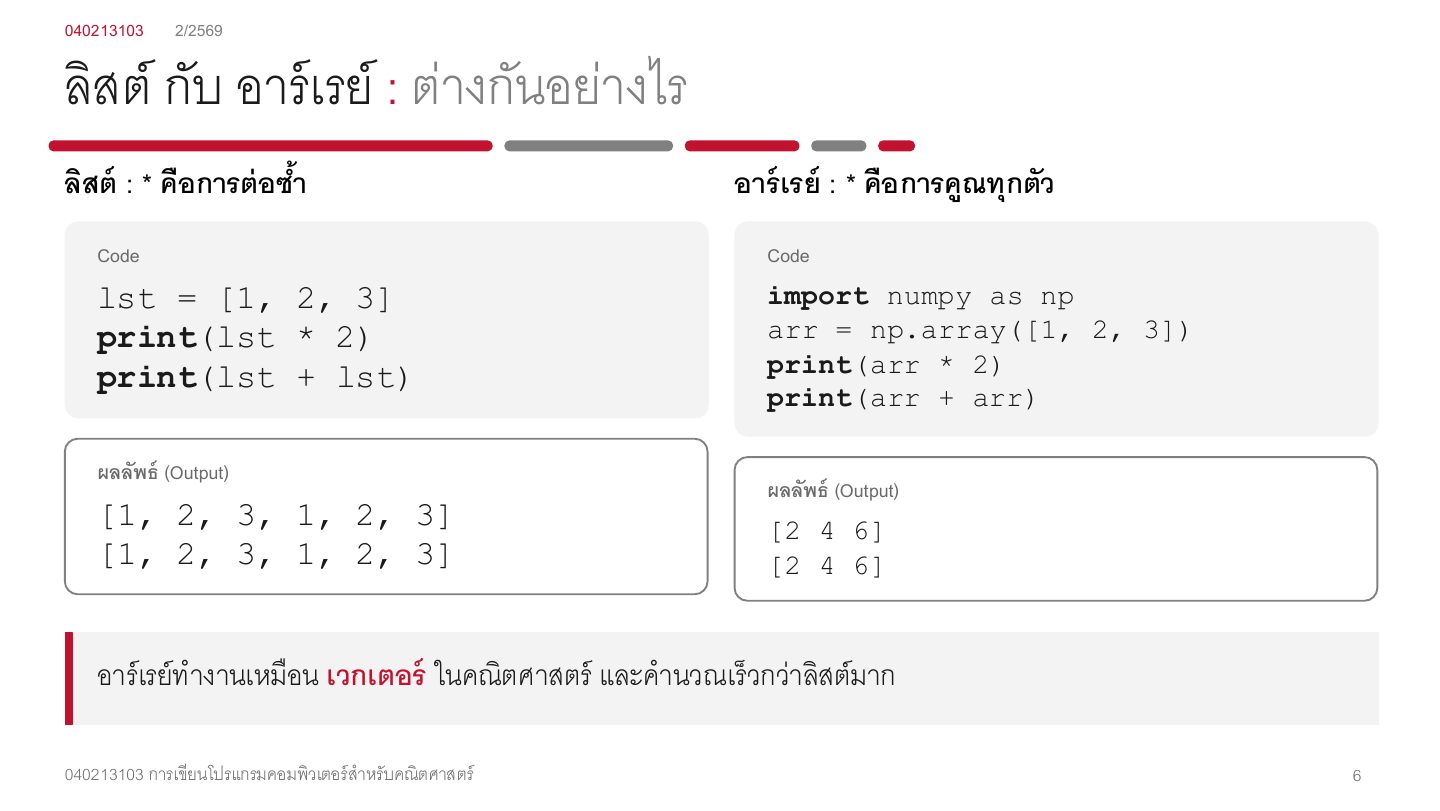 040213103 2/2569
ลิสต์ กับ อาร์เรย์ : ต่างกันอย่างไร
ลิสต์ : * คือการต่อซ้ำ
Code
lst = [1, 2, 3]
print(lst * 2)
print(lst + lst)
ผลลัพธ์ (Output)
[1, 2, 3, 1, 2, 3]
[1, 2, 3, 1, 2, 3]
อาร์เรย์ : * คือการคูณทุกตัว
Code
import numpy as np
arr = np.array([1, 2, 3])
print(arr * 2)
print(arr + arr)
ผลลัพธ์ (Output)
[2 4 6]
[2 4 6]
อาร์เรย์ทำงานเหมือน เวกเตอร์ ในคณิตศาสตร์ และคำนวณเร็วกว่าลิสต์มาก
040213103 การเขียนโปรแกรมคอมพิวเตอร์สำหรับคณิตศาสตร์ 6